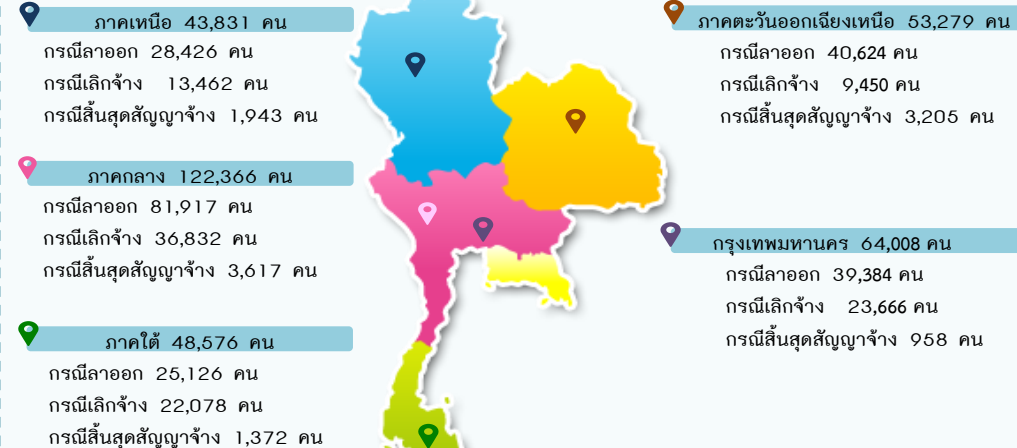 ภาคเหนือ 43,831 คน
กรณีลาออก 28,426 คน
กรณีเลิกจ้าง 13,462 คน
กรณีสิ้นสุดสัญญาจ้าง 1,943 คน
ภาคกลาง 122,366 คน
กรณีลาออก 81,917 คน
กรณีเลิกจ้าง 36,832 คน
กรณีสิ้นสุดสัญญาจ้าง 3,617 คน
ภาคใต้ 48,576 คน
กรณีลาออก 25,126 คน
กรณีเลิกจ้าง 22,078 คน
กรณีสิ้นสุดสัญญาจ้าง 1,372 คน
ภาคตะวันออกเฉียงเหนือ 53,279 คน
กรณีลาออก 40,624 คน
กรณีเลิกจ้าง 9,450 คน
กรณีสิ้นสุดสัญญาจ้าง 3,205 คน
กรุงเทพมหานคร 64,008 คน
กรณีลาออก 39,384 คน
กรณีเลิกจ้าง 23,666 คน
กรณีสิ้นสุดสัญญาจ้าง 958 คน